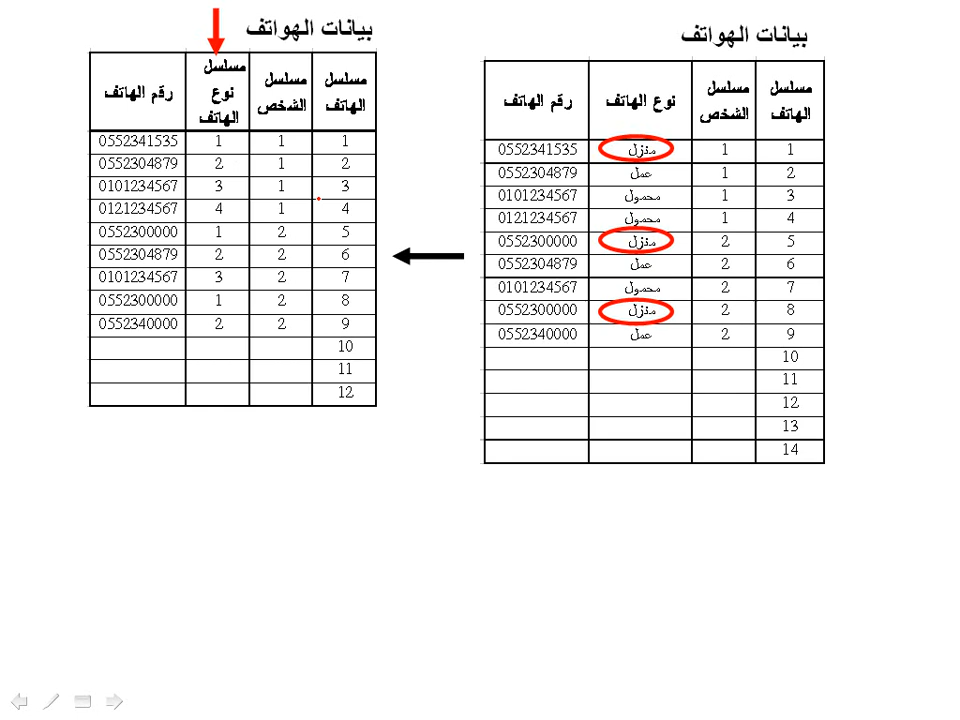 بيانات الهواتف
مسلسل الهاتف مسلسل الشخص نوع الهاتف رقم الهاتف
1 1 منزل 0552341535
2 1 عمل 0552304879
3 1 محمول 0101234567
4 1 محمول 0121234567
5 2 منزل 0552300000
6 2 عمل 0552304879
7 2 محمول 0101234567
8 2 منزل 0552300000
9 2 عمل 0552340000
10
11
12
13
14
بيانات الهواتف
مسلسل الهاتف مسلسل الشخص مسلسل نوع الهاتف رقم الهاتف
1 1 1 0552341535
2 1 2 0552304879
3 1 3 0101234567
4 1 4 0121234567
5 2 1 0552300000
6 2 2 0552304879
7 2 3 0101234567
8 2 1 0552300000
9 2 2 0552340000
10
11
12